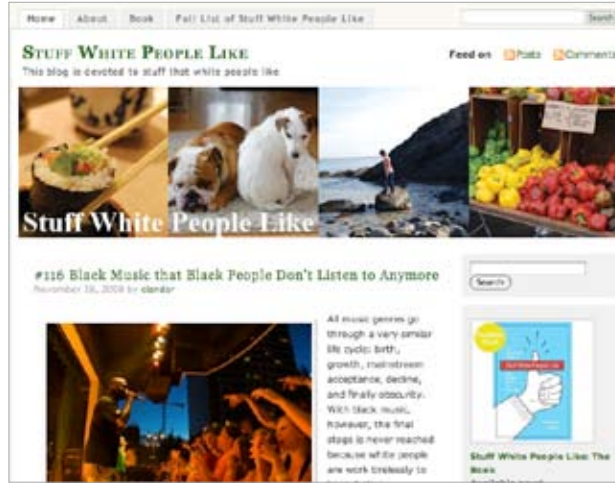 Home About Book Full List of Stuff White People Like
Search
Stuff White People Like
This blog is devoted to stuff that white people like
Feed on Posts Comments
Stuff White People Like
#116 Black Music that Black People Don't Listen to Anymore
November 18, 2008 by clander
All music genres go
through a very similar
life cycle: birth,
growth, mainstream
acceptance, decline,
and finally obscurity.
With black music,
however, the final
stage is never reached
because white people
are work tirelessly to
Search
Stuff White People Like: The
Book